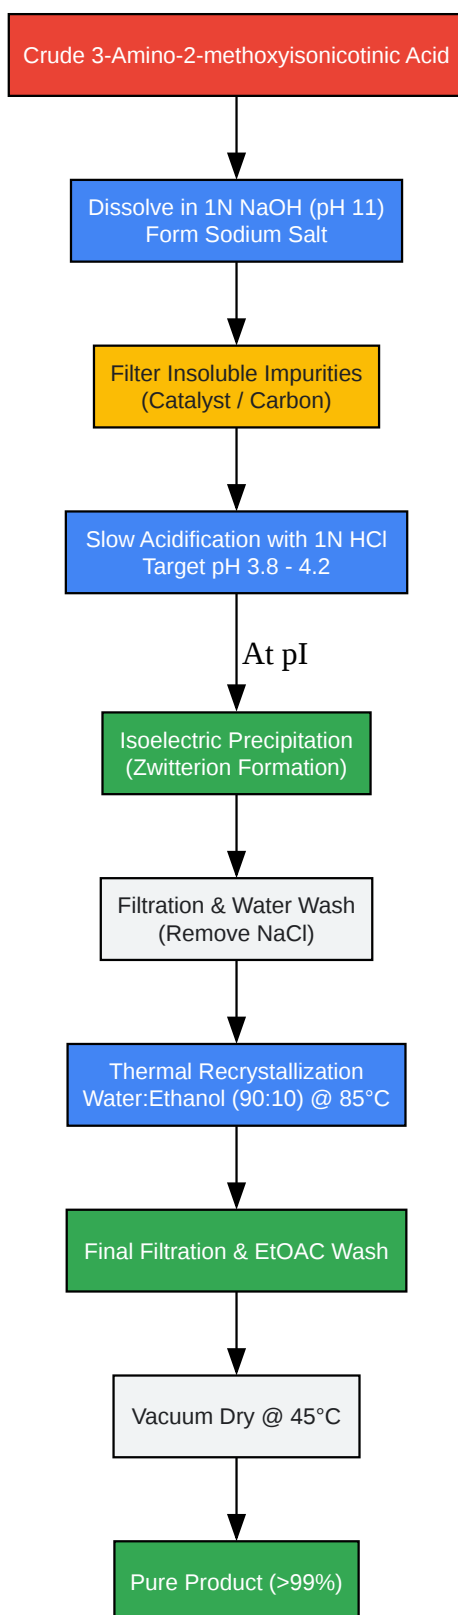 Crude 3-Amino-2-methoxyisonicotinic Acid
Dissolve in 1N NaOH (pH 11)
Form Sodium Salt
Filter Insoluble Impurities
(Catalyst / Carbon)
Slow Acidification with 1N HCl
Target pH 3.8 - 4.2
At pI
Isoelectric Precipitation
(Zwitterion Formation)
Filtration & Water Wash
(Remove NaCl)
Thermal Recrystallization
Water:Ethanol (90:10) @ 85°C
Final Filtration & EtOAC Wash
Vacuum Dry @ 45°C
Pure Product (>99%)